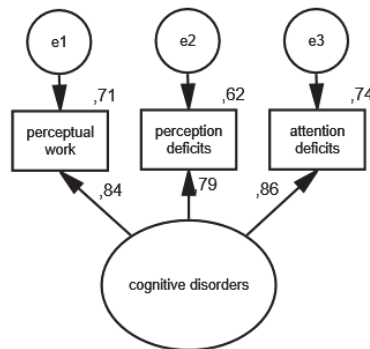 e1 e2 e3
,71 ,62 ,74
perceptual work
perception deficits
attention deficits
,84 ,79 ,86
cognitive disorders